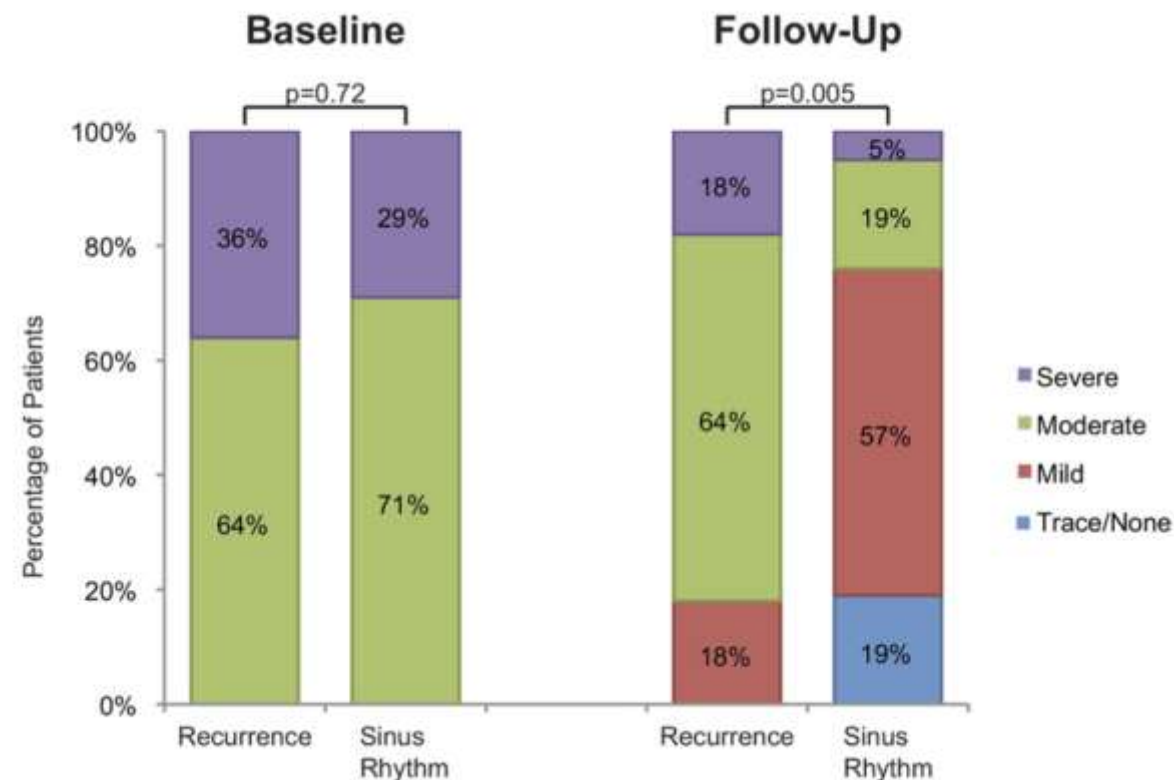 Baseline
Follow-Up
p=0.72
p=0.005
100%
80%
60%
40%
20%
0%
Percentage of Patients
36%
64%
29%
71%
18%
64%
18%
5%
19%
57%
19%
Recurrence
Sinus
Rhythm
Recurrence
Sinus
Rhythm
Severe
Moderate
Mild
Trace/None